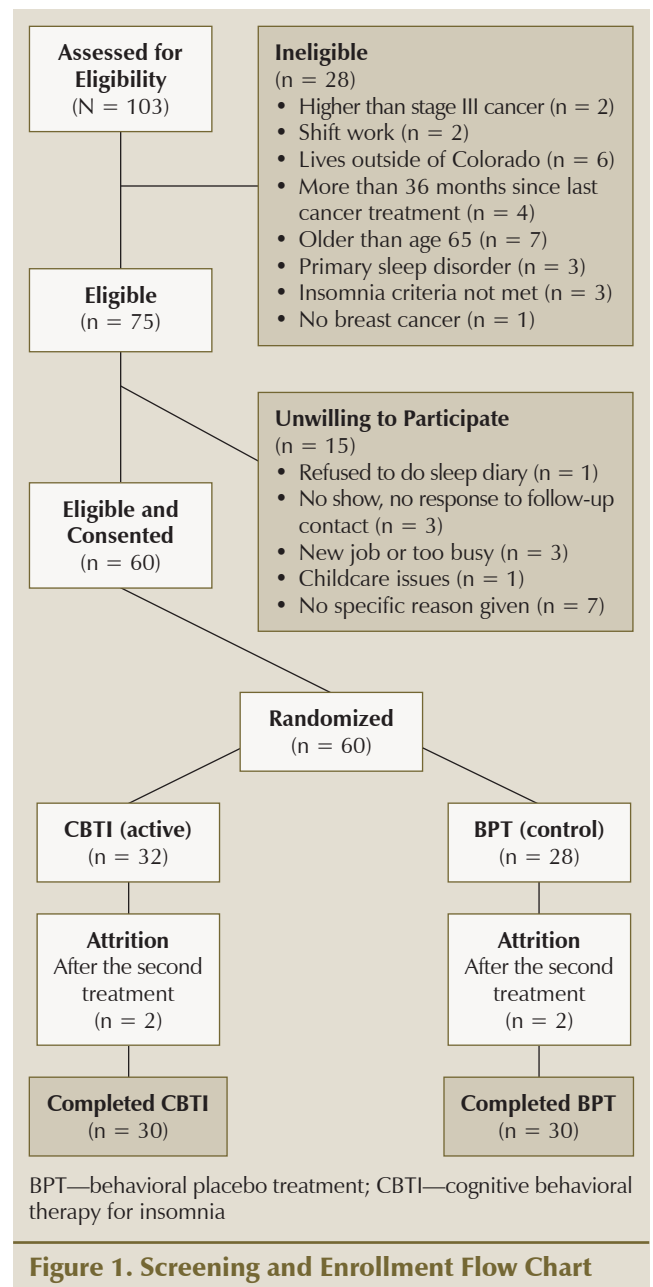 Assessed for
Eligibility
(N = 103)
Ineligible
(n = 28)
• Higher than stage III cancer (n = 2)
• Shift work (n = 2)
• Lives outside of Colorado (n = 6)
• More than 36 months since last
cancer treatment (n = 4)
• Older than age 65 (n = 7)
• Primary sleep disorder (n = 3)
• Insomnia criteria not met (n = 3)
• No breast cancer (n = 1)
Eligible
(n = 75)
Unwilling to Participate
(n = 15)
• Refused to do sleep diary (n = 1)
• No show, no response to follow-up
contact (n = 3)
• New job or too busy (n = 3)
• Childcare issues (n = 1)
• No specific reason given (n = 7)
Eligible and
Consented
(n = 60)
Randomized
(n = 60)
CBTI (active)
(n = 32)
BPT (control)
(n = 28)
Attrition
After the second
treatment
(n = 2)
Attrition
After the second
treatment
(n = 2)
Completed CBTI
(n = 30)
Completed BPT
(n = 30)
BPT—behavioral placebo treatment; CBTI—cognitive behavioral
therapy for insomnia
Figure 1. Screening and Enrollment Flow Chart